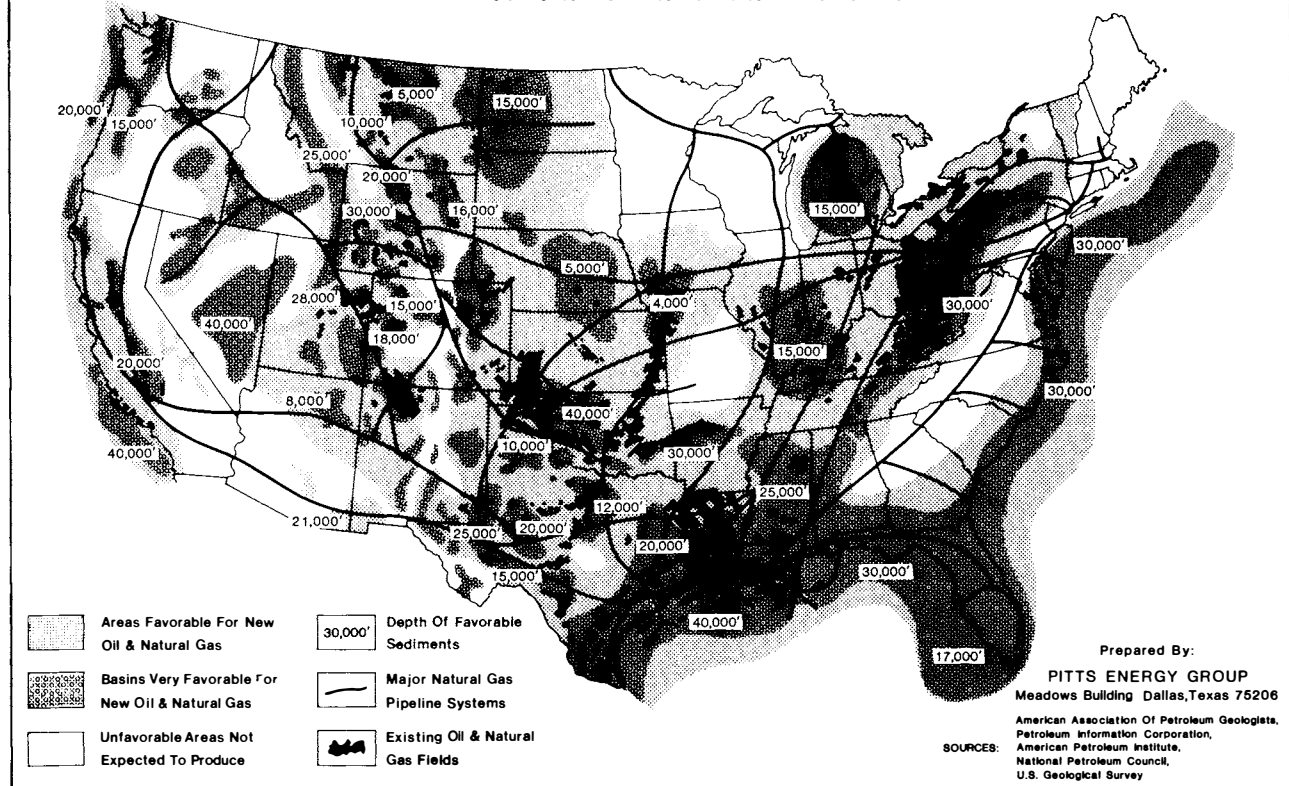 20,000'
15,000'
5,000'
15,000'
10,000'
25,000'
20,000'
30,000'
16,000'
15,000'
30,000'
5,000'
28,000'
15,000'
4,000'
30,000'
40,000'
18,000'
15,000'
20,000'
30,000'
8,000'
40,000'
40,000'
10,000'
30,000'
25,000'
21,000'
12,000'
25,000'
20,000'
20,000'
15,000'
30,000'
40,000'
17,000'
Areas Favorable For New
Oil & Natural Gas
Basins Very Favorable For
New Oil & Natural Gas
Unfavorable Areas Not
Expected To Produce
30,000'
Depth Of Favorable
Sediments
Major Natural Gas
Pipeline Systems
Existing Oil & Natural
Gas Fields
Prepared By:
PITTS ENERGY GROUP
Meadows Building Dallas,Texas 75206
SOURCES:
American Association Of Petroleum Geologists,
Petroleum Information Corporation,
American Petroleum Institute,
National Petroleum Council,
U.S. Geological Survey